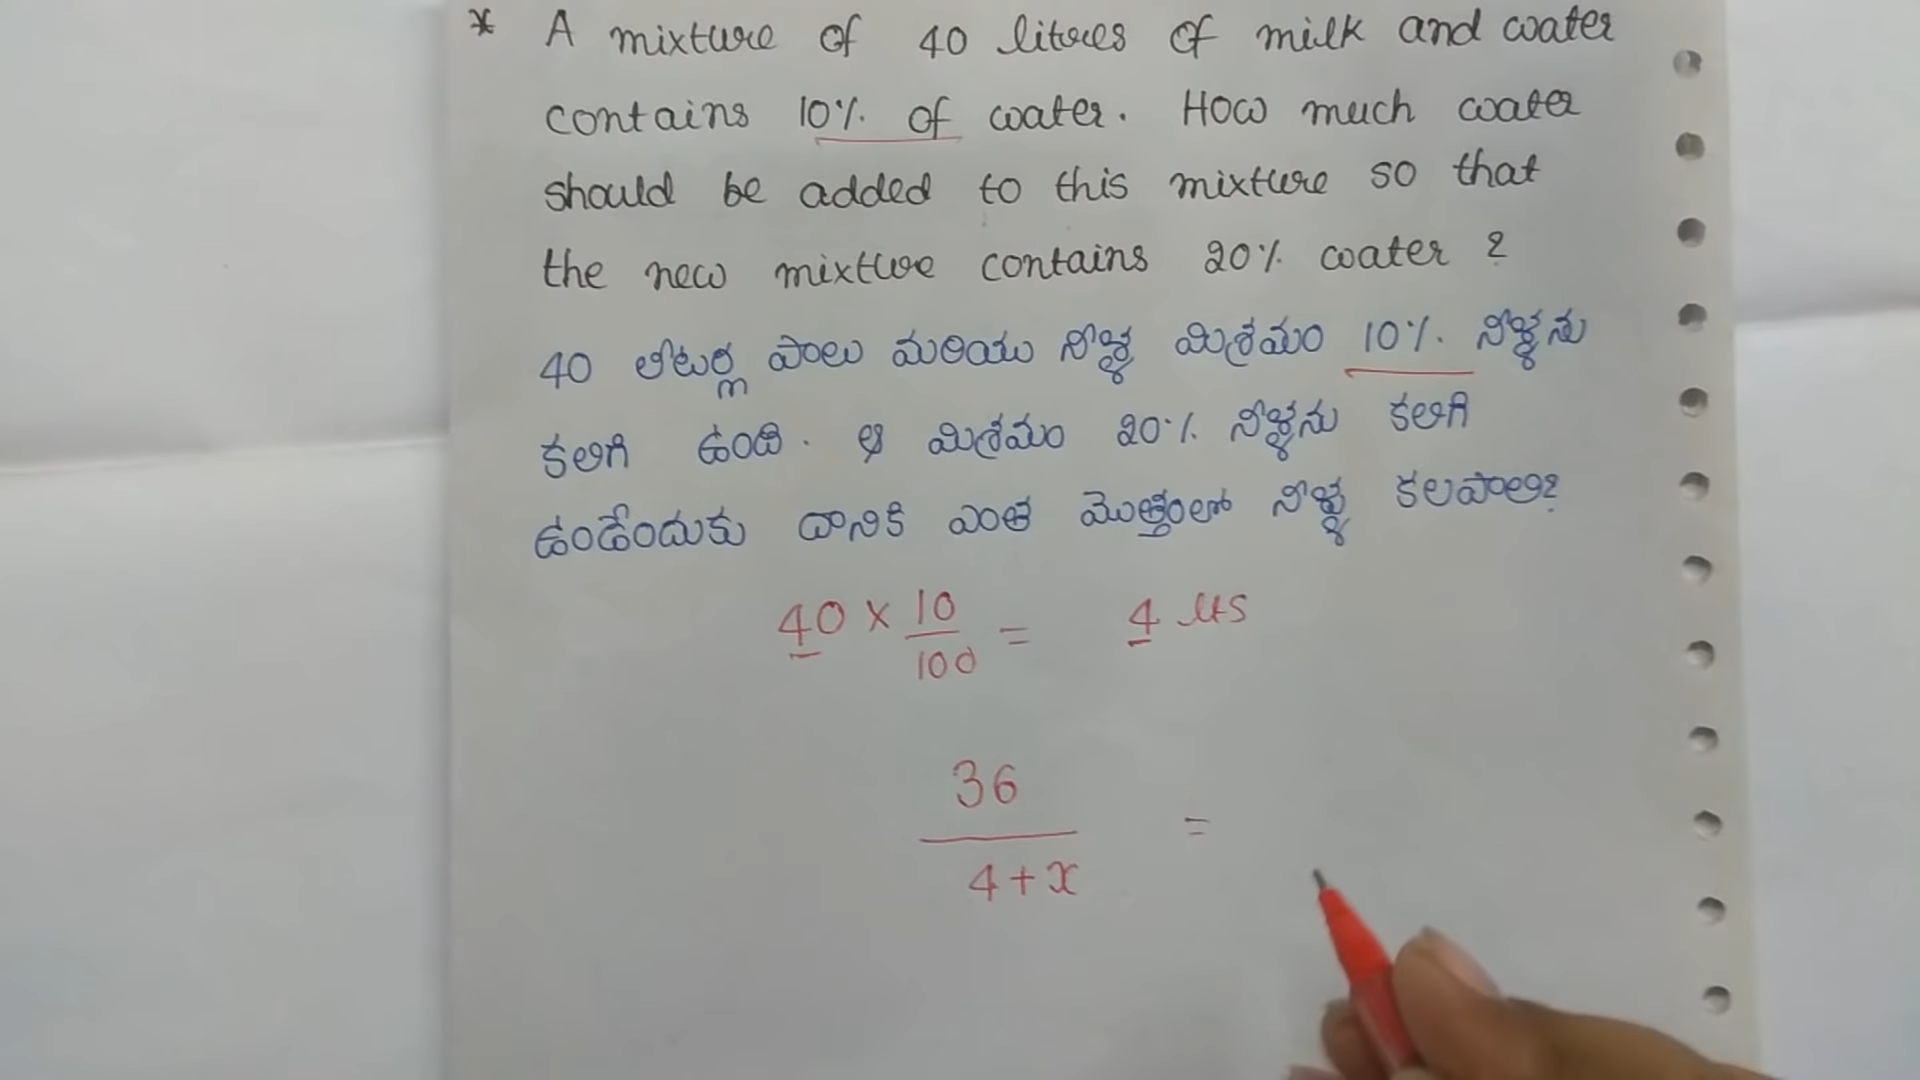 * A mixture of 40 litres of milk and water
contains 10% of water. How much water
should be added to this mixture so that
the new mixture contains 20% water ?
40 లీటర్ల పాలు మరియు నీళ్ళ మిశ్రమం 10% నీళ్ళను
కలిగి ఉంది. ఆ మిశ్రమం 20% నీళ్ళను కలిగి
ఉండేందుకు దానికి ఎంత మొత్తంలో నీళ్ళు కలపాలి?
40 × 10/100 = 4 lts
36/4+x =